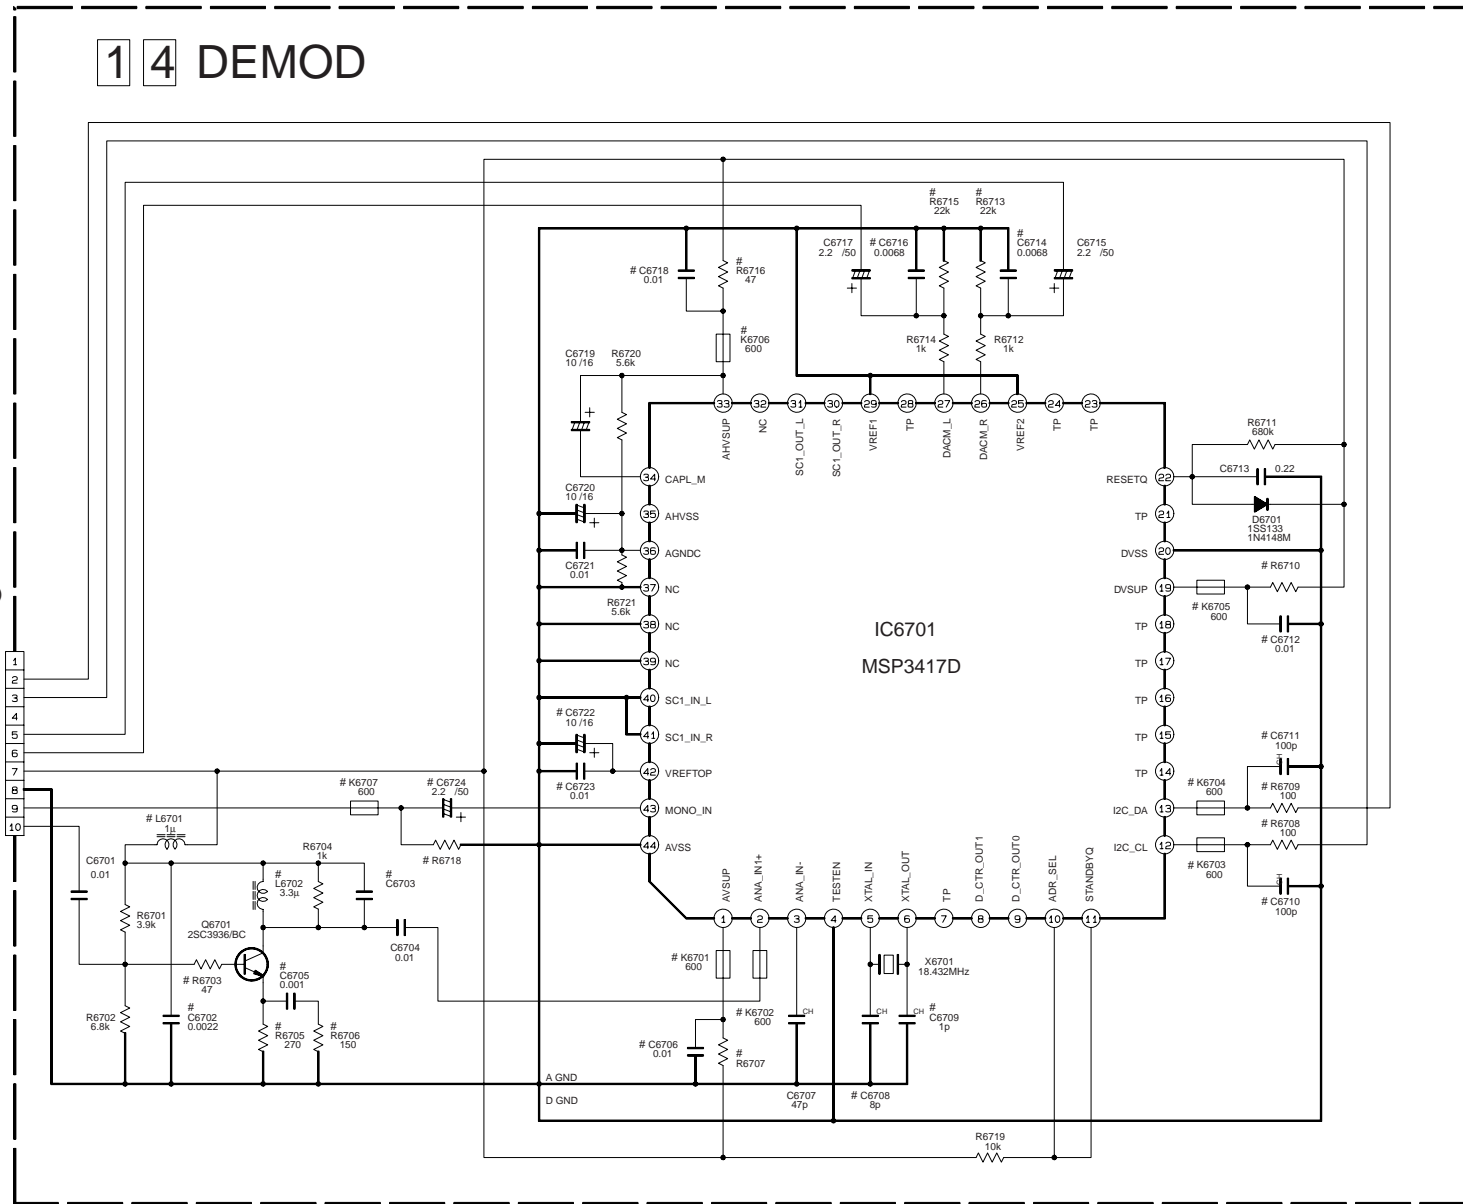 1 4 DEMOD
#
R6715
22k
#
R6713
22k
C6717
2.2 /50
# C6716
0.0068
#
C6714
0.0068
C6715
2.2 /50
# C6718
0.01
#
R6716
47
+
+
#
K6706
600
R6714
1k
R6712
1k
C6719
10 /16
R6720
5.6k
+
33 32 31 30 29 28 27 26 25 24 23
AHVSUP
NC
SC1_OUT_L
SC1_OUT_R
VREF1
TP
DACM_L
DACM_R
VREF2
TP
TP
R6711
680k
C6713 0.22
D6701
1SS133
1N4148M
34 CAPL_M
RESETQ 22
C6720
10 /16
+
35 AHVSS
TP 21
36 AGNDC
DVSS 20
C6721
0.01
# R6710
37 NC
DVSUP 19
R6721
5.6k
# K6705
600
38 NC
TP 18
# C6712
0.01
IC6701
MSP3417D
39 NC
TP 17
40 SC1_IN_L
TP 16
# C6722
10 /16
+
41 SC1_IN_R
TP 15
# C6711
100p
CH
42 VREFTOP
TP 14
# C6723
0.01
# K6704
600
# R6709
100
43 MONO_IN
I2C_DA 13
# R6708
100
44 AVSS
I2C_CL 12
# K6703
600
CH
# C6710
100p
1
2
3
4
5
6
7
8
9
10
# K6707
600
# C6724
2.2 /50
+
# R6718
# L6701
1µ
C6701
0.01
R6704
1k
#
L6702
3.3µ
#
C6703
R6701
3.9k
Q6701
2SC3936/BC
C6704
0.01
# R6703
47
#
C6705
0.001
R6702
6.8k
#
C6702
0.0022
#
R6705
270
#
R6706
150
AVSUP
ANA_IN1+
ANA_IN-
TESTEN
XTAL_IN
XTAL_OUT
TP
D_CTR_OUT1
D_CTR_OUT0
ADR_SEL
STANDBYQ
1 2 3 4 5 6 7 8 9 10 11
# K6701
600
X6701
18.432MHz
# K6702
600
CH
CH
CH
#
C6709
1p
# C6706
0.01
#
R6707
A GND
D GND
C6707
47p
# C6708
8p
R6719
10k